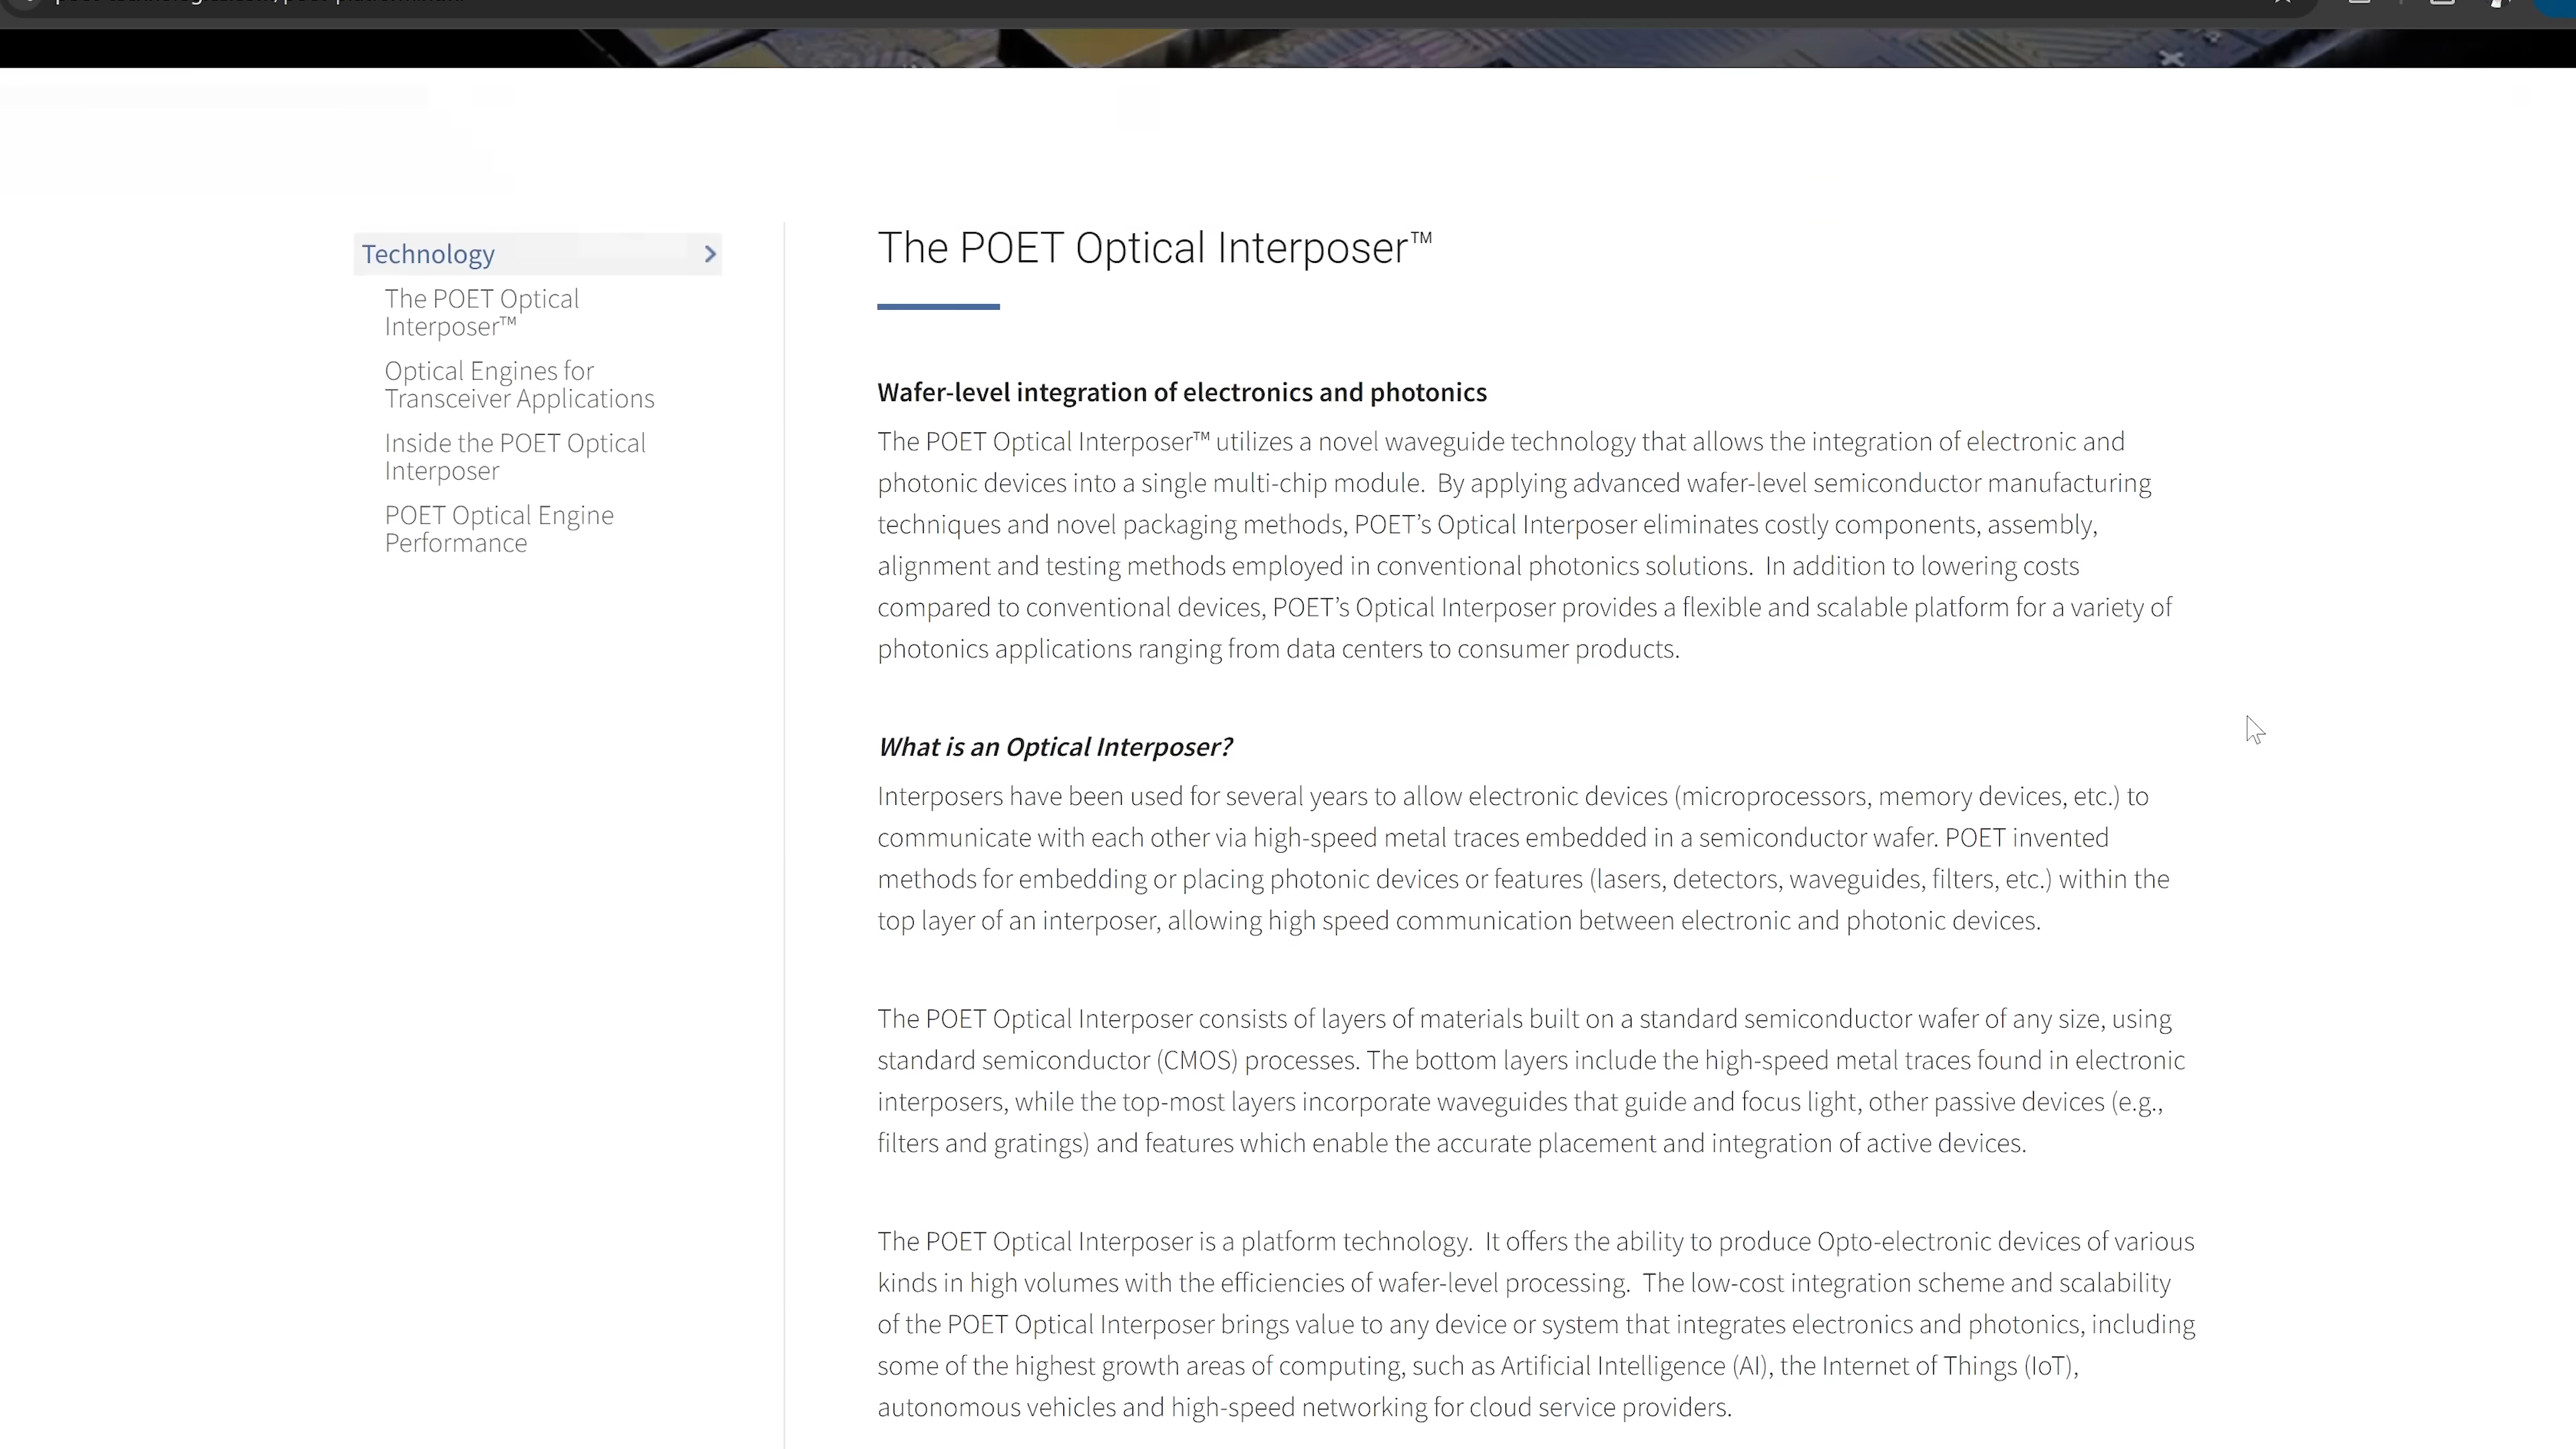 Technology
The POET Optical
Interposer™
Optical Engines for
Transceiver Applications
Inside the POET Optical
Interposer
POET Optical Engine
Performance
The POET Optical Interposer™
Wafer-level integration of electronics and photonics
The POET Optical Interposer™ utilizes a novel waveguide technology that allows the integration of electronic and
photonic devices into a single multi-chip module.  By applying advanced wafer-level semiconductor manufacturing
techniques and novel packaging methods, POET’s Optical Interposer eliminates costly components, assembly,
alignment and testing methods employed in conventional photonics solutions.  In addition to lowering costs
compared to conventional devices, POET’s Optical Interposer provides a flexible and scalable platform for a variety of
photonics applications ranging from data centers to consumer products.
What is an Optical Interposer?
Interposers have been used for several years to allow electronic devices (microprocessors, memory devices, etc.) to
communicate with each other via high-speed metal traces embedded in a semiconductor wafer. POET invented
methods for embedding or placing photonic devices or features (lasers, detectors, waveguides, filters, etc.) within the
top layer of an interposer, allowing high speed communication between electronic and photonic devices.
The POET Optical Interposer consists of layers of materials built on a standard semiconductor wafer of any size, using
standard semiconductor (CMOS) processes. The bottom layers include the high-speed metal traces found in electronic
interposers, while the top-most layers incorporate waveguides that guide and focus light, other passive devices (e.g.,
filters and gratings) and features which enable the accurate placement and integration of active devices.
The POET Optical Interposer is a platform technology.  It offers the ability to produce Opto-electronic devices of various
kinds in high volumes with the efficiencies of wafer-level processing.  The low-cost integration scheme and scalability
of the POET Optical Interposer brings value to any device or system that integrates electronics and photonics, including
some of the highest growth areas of computing, such as Artificial Intelligence (AI), the Internet of Things (IoT),
autonomous vehicles and high-speed networking for cloud service providers.